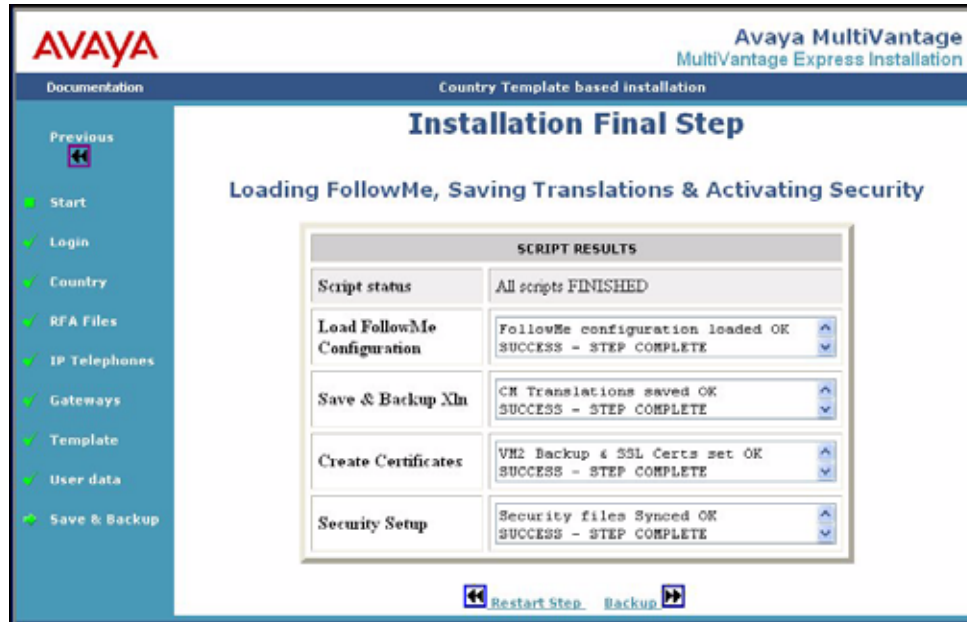 AVAYA
Avaya MultiVantage
MultiVantage Express Installation
Documentation
Country Template based installation
Previous
Start
Login
Country
RFA Files
IP Telephones
Gateways
Template
User data
Save & Backup
Installation Final Step
Loading FollowMe, Saving Translations & Activating Security
SCRIPT RESULTS
Script status
All scripts FINISHED
Load FollowMe
Configuration
FollowMe configuration loaded OK
SUCCESS - STEP COMPLETE
Save & Backup Xln
CM Translations saved OK
SUCCESS - STEP COMPLETE
Create Certificates
VM2 Backup & SSL Certs set OK
SUCCESS - STEP COMPLETE
Security Setup
Security files Synced OK
SUCCESS - STEP COMPLETE
Restart Step
Backup